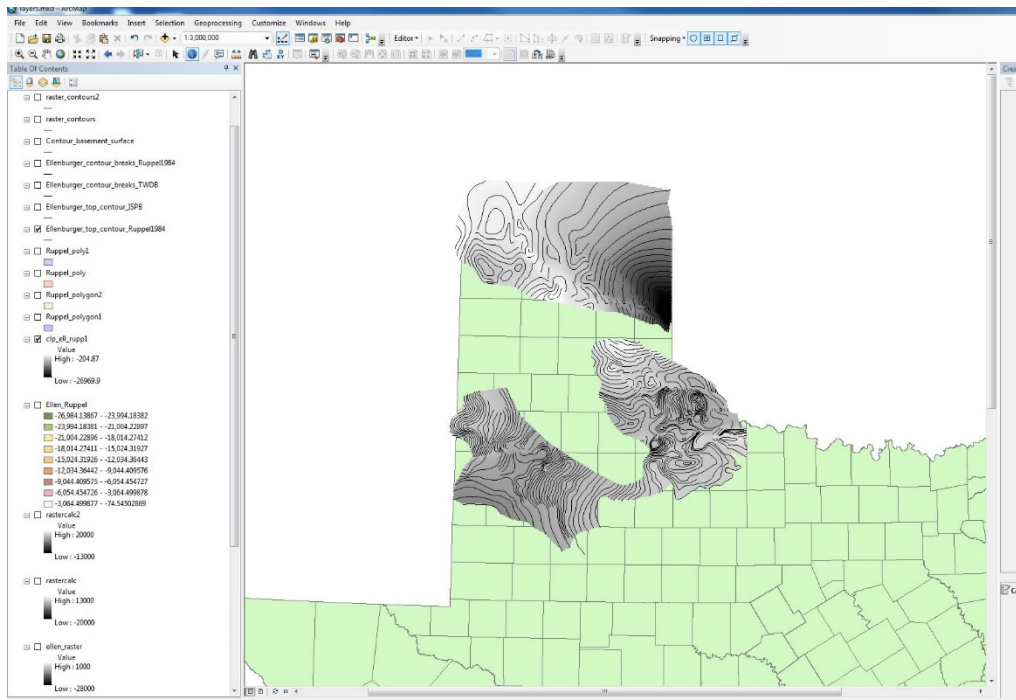 layers.mxd - ArcMap
File Edit View Bookmarks Insert Selection Geoprocessing Customize Windows Help
1:3,000,000
Editor
Snapping
Table Of Contents
Crea
raster_contours2
raster_contours
Contour_basement_surface
Ellenburger_contour_breaks_Ruppel1984
Ellenburger_contour_breaks_TWDB
Ellenburger_top_contour_ISPB
Ellenburger_top_contour_Ruppel1984
Ruppel_poly1
Ruppel_poly
Ruppel_polygon2
Ruppel_polygon1
clp_ell_rupp1
Value
High : -204.87
Low : -26969.9
Ellen_Ruppel
-26,984.13867 - -23,994.18382
-23,994.18381 - -21,004.22897
-21,004.22896 - -18,014.27412
-18,014.27411 - -15,024.31927
-15,024.31926 - -12,034.36443
-12,034.36442 - -9,044.409576
-9,044.409575 - -6,054.454727
-6,054.454726 - -3,064.499878
-3,064.499877 - -74.54502869
rastercalc2
Value
High : 20000
Low : -13000
rastercalc
Value
High : 13000
Low : -20000
ellen_raster
Value
High : 1000
Low : -28000